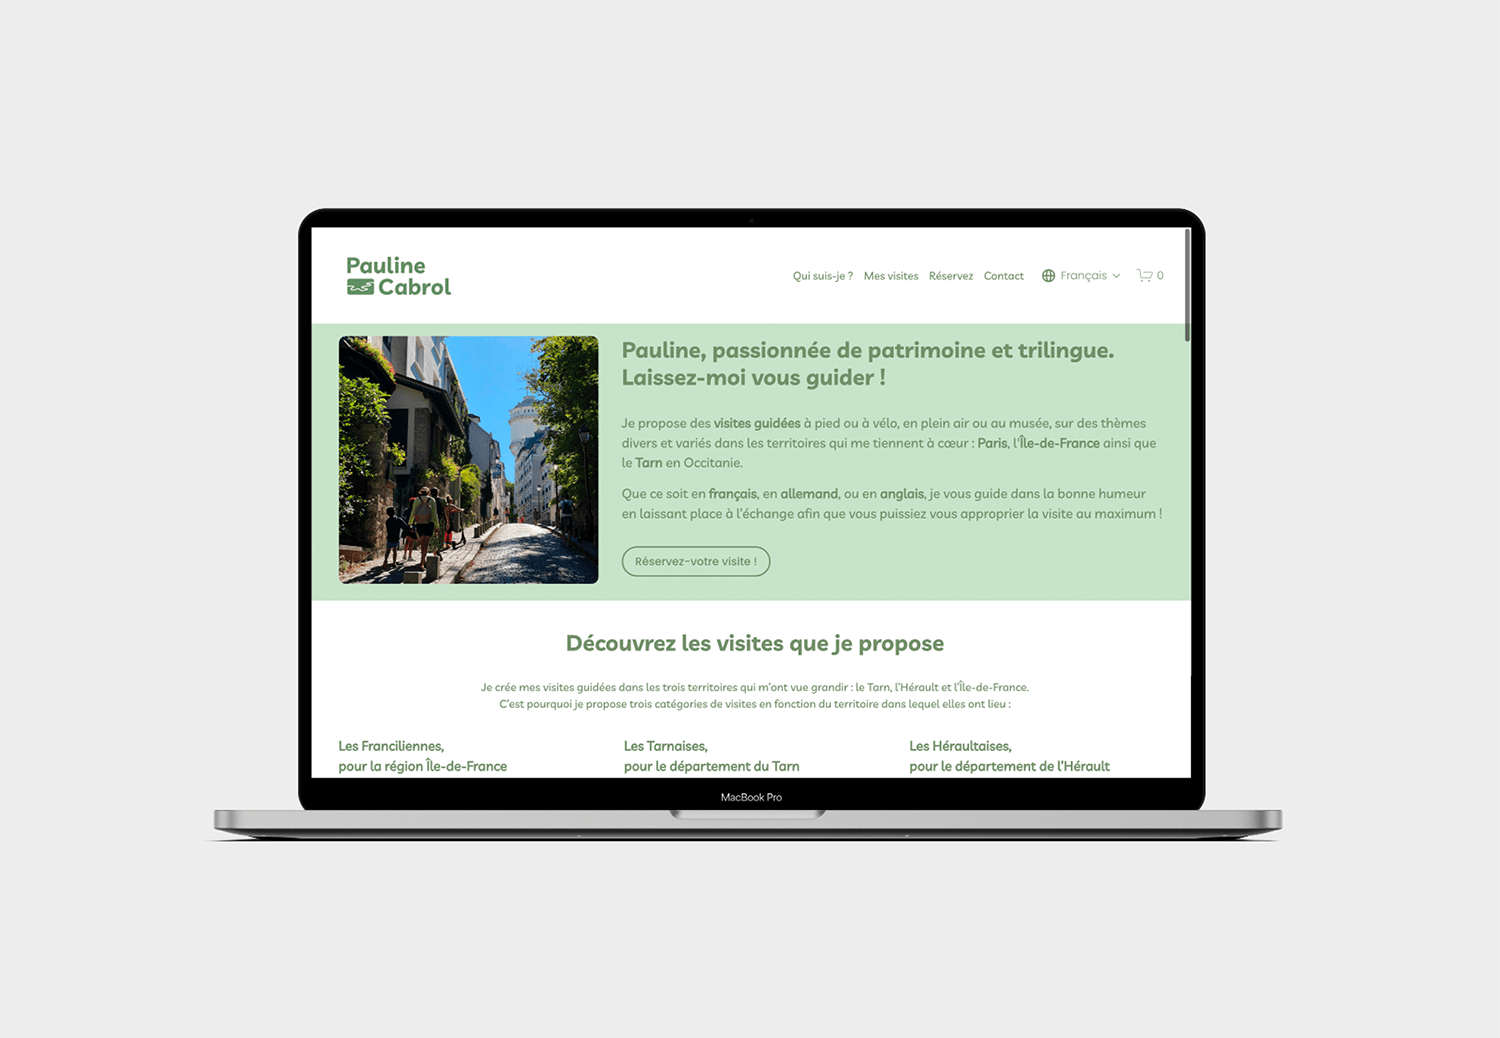 Pauline
Cabrol
Qui suis-je ? Mes visites Réservez Contact Français 0
Pauline, passionnée de patrimoine et trilingue.
Laissez-moi vous guider !
Je propose des visites guidées à pied ou à vélo, en plein air ou au musée, sur des thèmes
divers et variés dans les territoires qui me tiennent à cœur : Paris, l'Île-de-France ainsi que
le Tarn en Occitanie.
Que ce soit en français, en allemand, ou en anglais, je vous guide dans la bonne humeur
en laissant place à l'échange afin que vous puissiez vous approprier la visite au maximum !
Réservez-votre visite !
Découvrez les visites que je propose
Je crée mes visites guidées dans les trois territoires qui m'ont vue grandir : le Tarn, l'Hérault et l'Île-de-France.
C'est pourquoi je propose trois catégories de visites en fonction du territoire dans lequel elles ont lieu :
Les Franciliennes,
pour la région Île-de-France
Les Tarnaises,
pour le département du Tarn
Les Héraultaises,
pour le département de l'Hérault
MacBook Pro